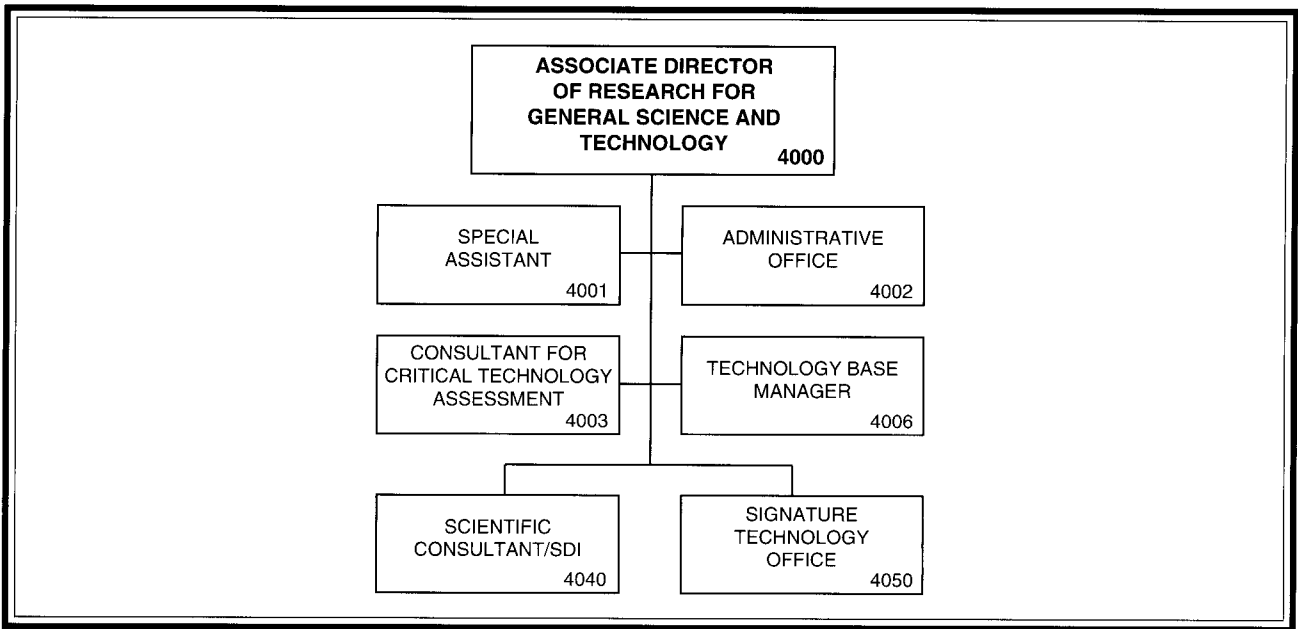 ASSOCIATE DIRECTOR
OF RESEARCH FOR
GENERAL SCIENCE AND
TECHNOLOGY
4000
SPECIAL
ASSISTANT
4001
ADMINISTRATIVE
OFFICE
4002
CONSULTANT FOR
CRITICAL TECHNOLOGY
ASSESSMENT
4003
TECHNOLOGY BASE
MANAGER
4006
SCIENTIFIC
CONSULTANT/SDI
4040
SIGNATURE
TECHNOLOGY
OFFICE
4050